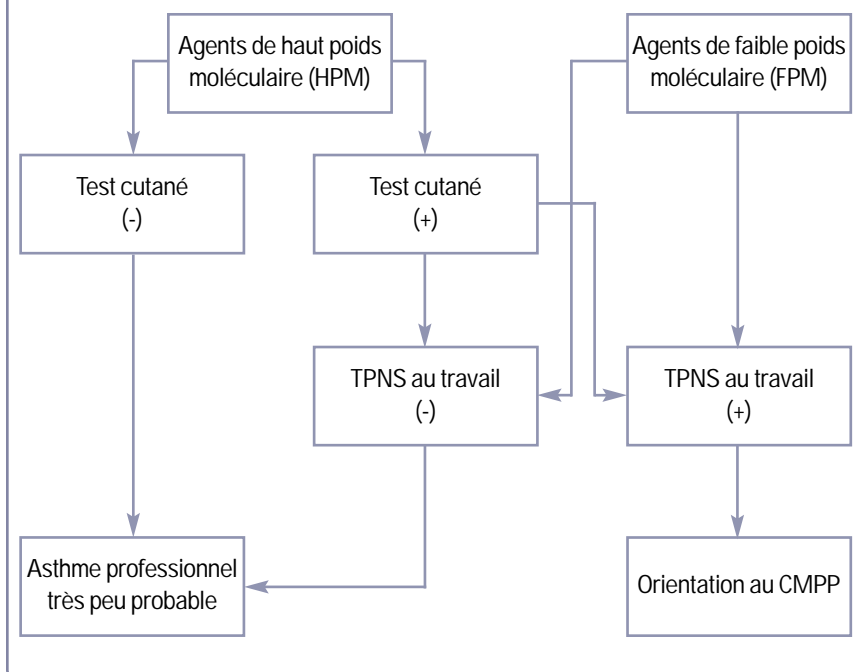 Agents de haut poids
moléculaire (HPM)
Agents de faible poids
moléculaire (FPM)
Test cutané
(-)
Test cutané
(+)
TPNS au travail
(-)
TPNS au travail
(+)
Asthme professionnel
très peu probable
Orientation au CMPP